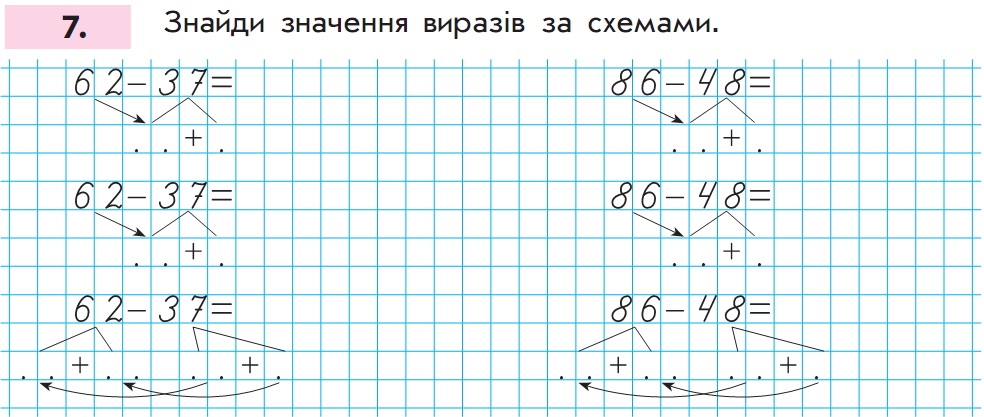 7. Знайди значення виразів за схемами.
62-37= 86-48=
. . + . . . + .
62-37= 86-48=
. . + . . . + .
62-37= 86-48=
. . + . . . . + . . . + . . . . + .